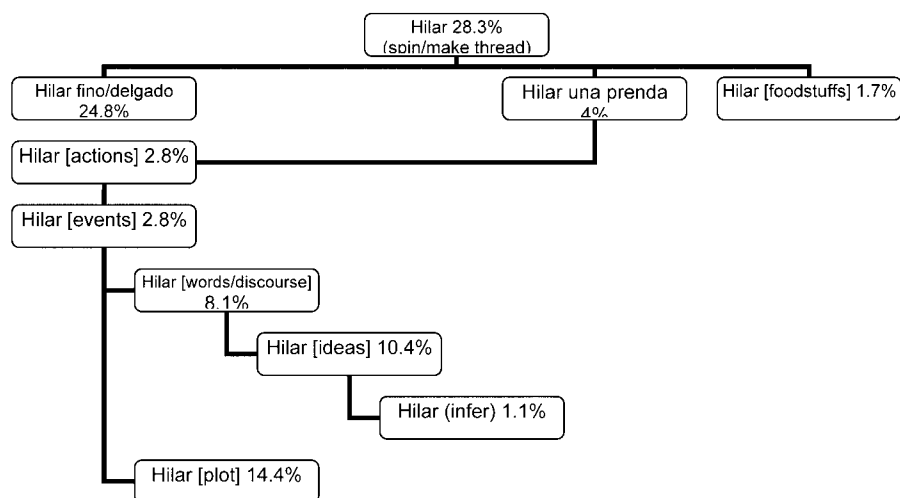 Hilar 28.3%
(spin/make thread)
Hilar fino/delgado
24.8%
Hilar una prenda
4%
Hilar [foodstuffs] 1.7%
Hilar [actions] 2.8%
Hilar [events] 2.8%
Hilar [words/discourse]
8.1%
Hilar [ideas] 10.4%
Hilar (infer) 1.1%
Hilar [plot] 14.4%